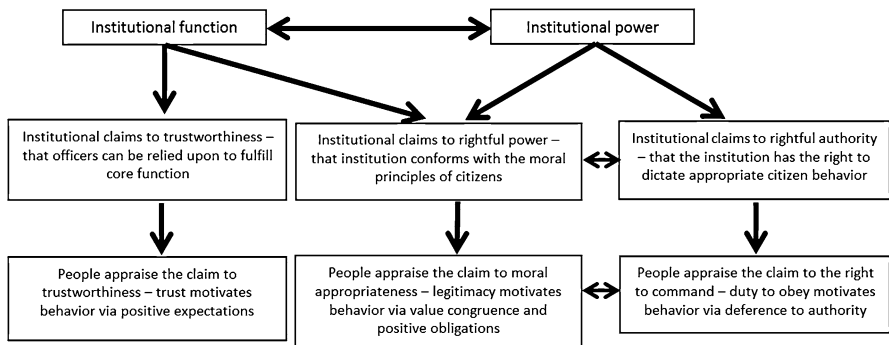 Institutional function
Institutional power
Institutional claims to trustworthiness –
that officers can be relied upon to fulfill
core function
Institutional claims to rightful power –
that institution conforms with the moral
principles of citizens
Institutional claims to rightful authority
– that the institution has the right to
dictate appropriate citizen behavior
People appraise the claim to
trustworthiness – trust motivates
behavior via positive expectations
People appraise the claim to moral
appropriateness – legitimacy motivates
behavior via value congruence and
positive obligations
People appraise the claim to the right
to command – duty to obey motivates
behavior via deference to authority